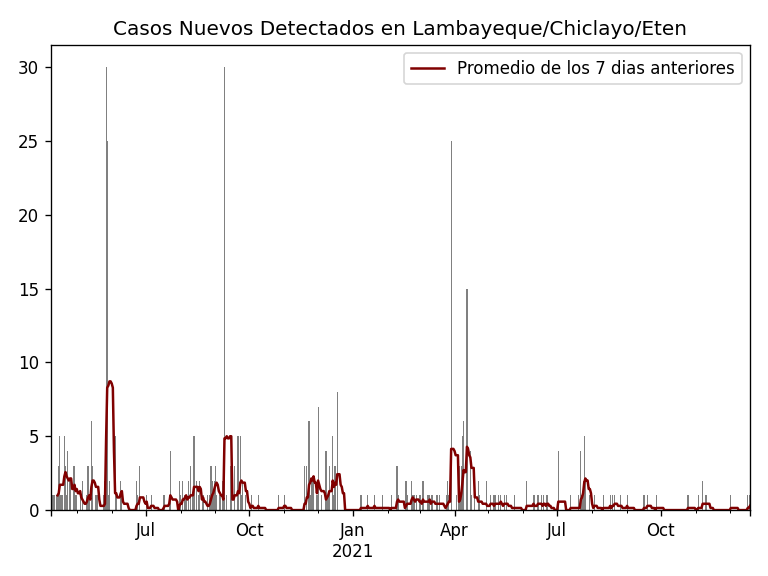 Casos Nuevos Detectados en Lambayeque/Chiclayo/Eten
Promedio de los 7 dias anteriores
30
25
20
15
10
5
0
Jul
Oct
Jan
2021
Apr
Jul
Oct